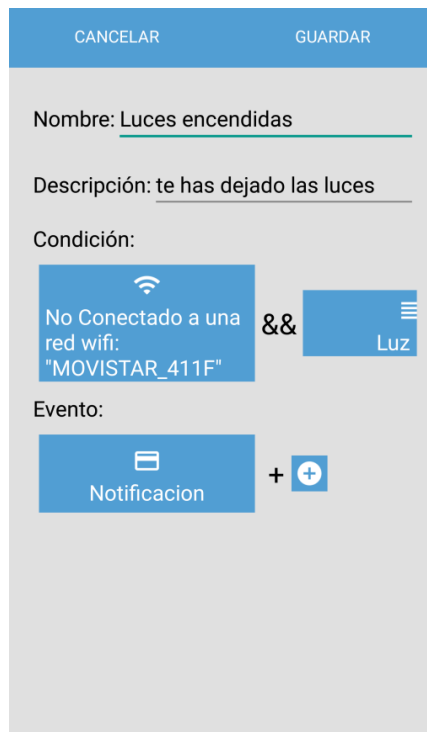 CANCELAR GUARDAR
Nombre: Luces encendidas
Descripción: te has dejado las luces
Condición:
No Conectado a una
red wifi:
"MOVISTAR_411F"
&&
Luz
Evento:
Notificacion
+